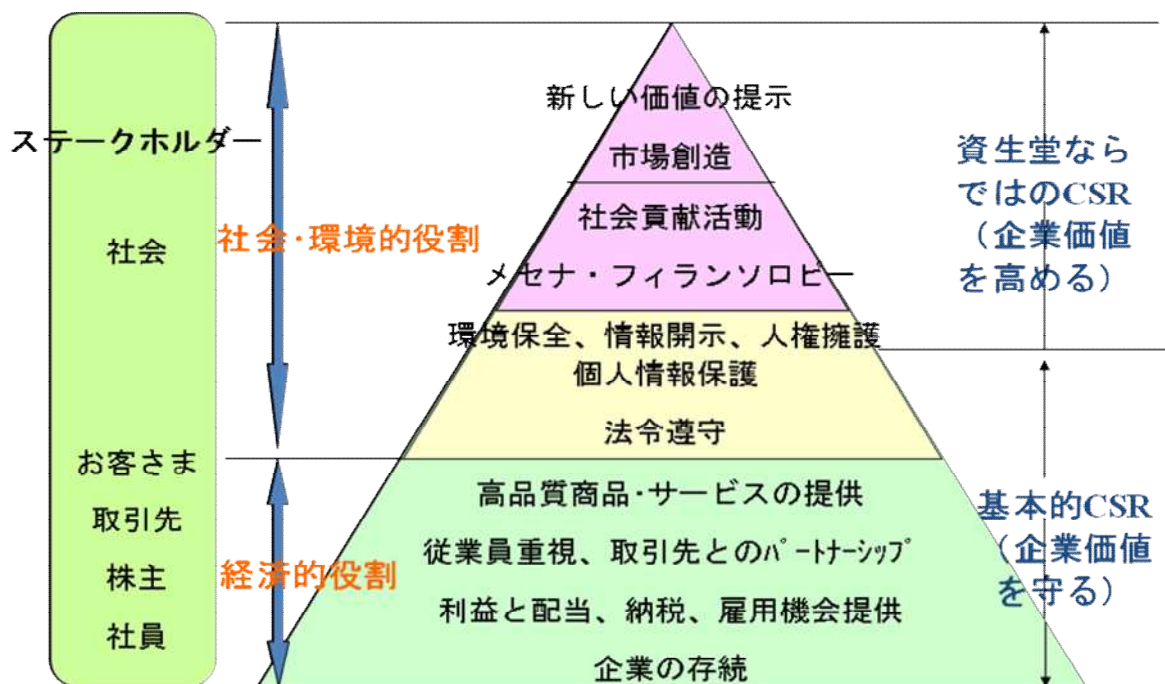 ステークホルダー
社会
お客さま
取引先
株主
社員
社会･環境的役割
経済的役割
新しい価値の提示
市場創造
社会貢献活動
メセナ・フィランソロピー
環境保全、情報開示、人権擁護
個人情報保護
法令遵守
高品質商品･サービスの提供
従業員重視、取引先とのﾊﾟｰトナーシップ
利益と配当、納税、雇用機会提供
企業の存続
資生堂なら
ではのCSR
（企業価値
を高める）
基本的CSR
（企業価値
を守る）